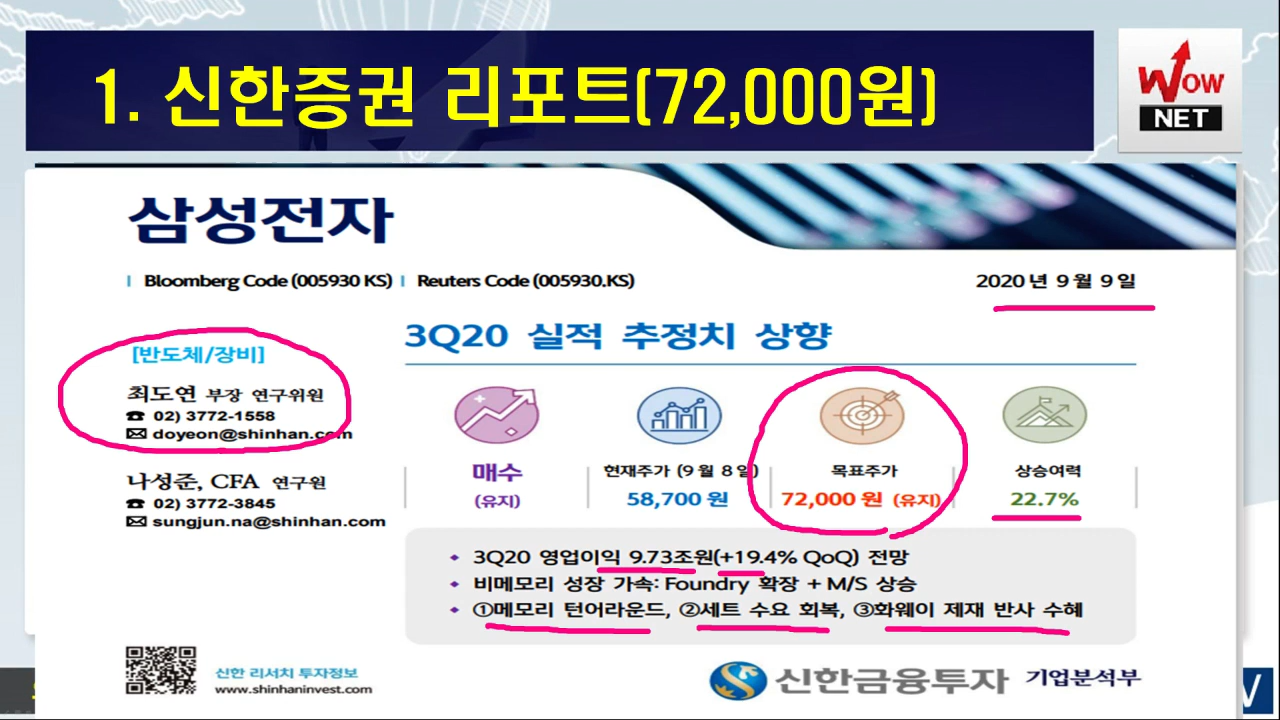 1. 신한증권 리포트(72,000원)
WOW
NET
삼성전자
Bloomberg Code (005930 KS) | Reuters Code (005930.KS)
2020년 9월 9일
[반도체/장비]
최도연 부장 연구위원
☎ 02) 3772-1558
✉ doyeon@shinhan.com
나성준, CFA 연구원
☎ 02) 3772-3845
✉ sungjun.na@shinhan.com
3Q20 실적 추정치 상향
매수
(유지)
현재주가 (9월 8일)
58,700 원
목표주가
72,000 원 (유지)
상승여력
22.7%
3Q20 영업이익 9.73조원(+19.4% QoQ) 전망
비메모리 성장 가속: Foundry 확장 + M/S 상승
①메모리 턴어라운드, ②세트 수요 회복, ③화웨이 제재 반사 수혜
신한 리서치 투자정보
www.shinhaninvest.com
신한금융투자 기업분석부